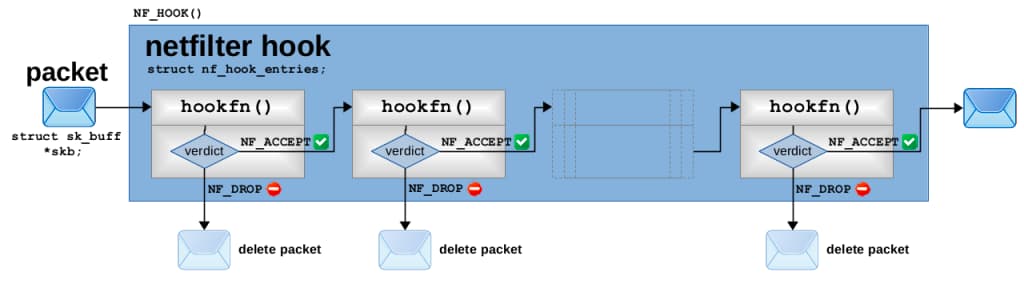 NF_HOOK()
netfilter hook
struct nf_hook_entries;
packet
struct sk_buff
*skb;
hookfn()
verdict
NF_ACCEPT
NF_DROP
delete packet
hookfn()
verdict
NF_ACCEPT
NF_DROP
delete packet
hookfn()
verdict
NF_ACCEPT
NF_DROP
delete packet